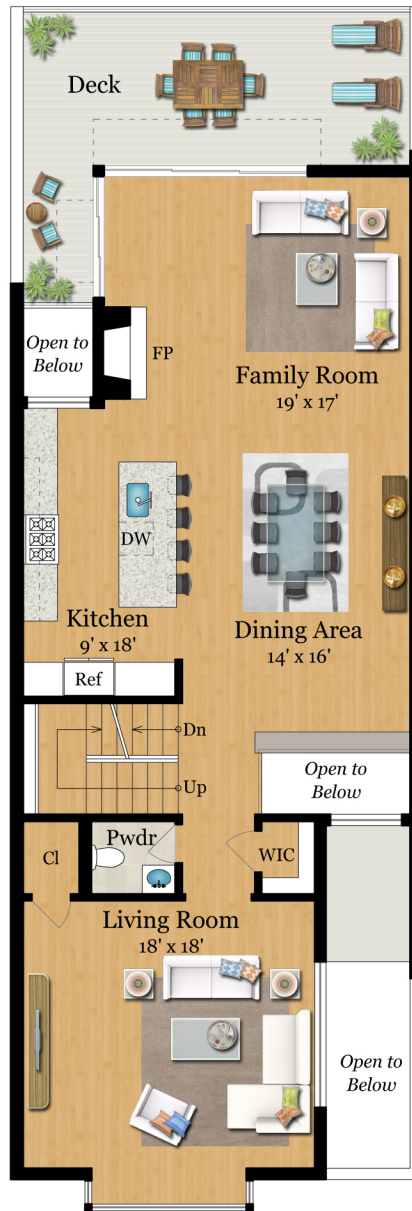 Deck
Open to
Below
FP
Family Room
19' x 17'
DW
Kitchen
9' x 18'
Dining Area
14' x 16'
Ref
Dn
Up
Open to
Below
Cl
Pwdr
WIC
Living Room
18' x 18'
Open to
Below